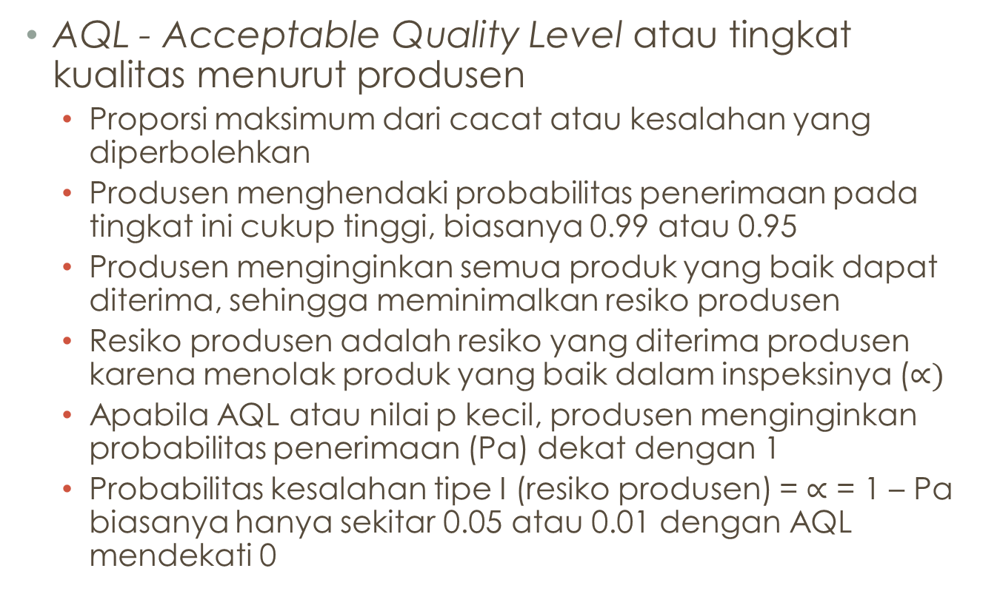 • AQL - Acceptable Quality Level atau tingkat
kualitas menurut produsen
• Proporsi maksimum dari cacat atau kesalahan yang
diperbolehkan
• Produsen menghendaki probabilitas penerimaan pada
tingkat ini cukup tinggi, biasanya 0.99 atau 0.95
• Produsen menginginkan semua produk yang baik dapat
diterima, sehingga meminimalkan resiko produsen
• Resiko produsen adalah resiko yang diterima produsen
karena menolak produk yang baik dalam inspeksinya (∝)
• Apabila AQL atau nilai p kecil, produsen menginginkan
probabilitas penerimaan (Pa) dekat dengan 1
• Probabilitas kesalahan tipe I (resiko produsen) = ∝ = 1 – Pa
biasanya hanya sekitar 0.05 atau 0.01 dengan AQL
mendekati 0